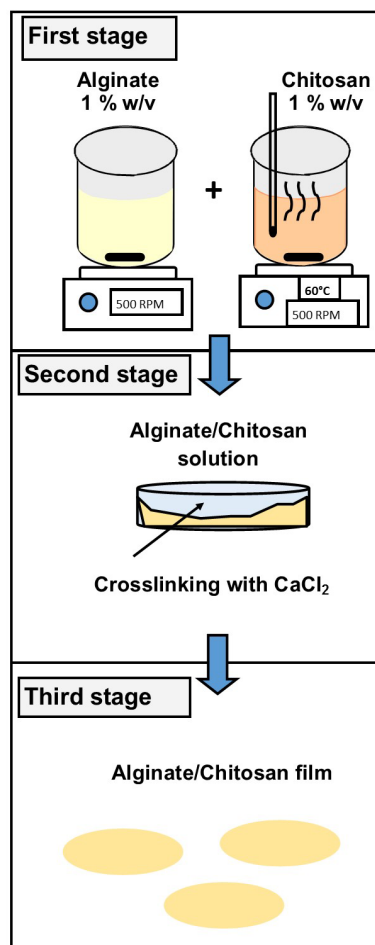 First stage
Alginate
1 % w/v
Chitosan
1 % w/v
+
500 RPM
60°C
500 RPM
Second stage
Alginate/Chitosan
solution
Crosslinking with CaCl₂
Third stage
Alginate/Chitosan film